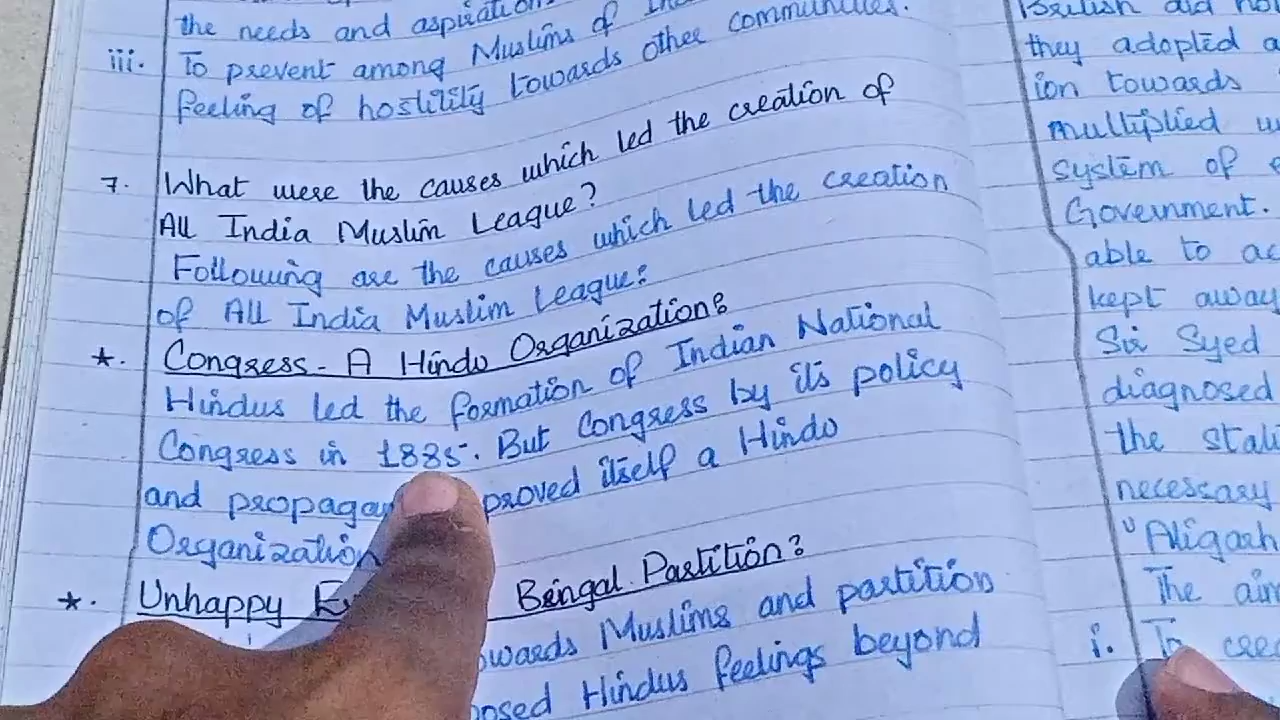 the needs and aspiration
iii. To prevent among Muslims of
feeling of hostility towards other communities.
7. What were the causes which led the creation of
All India Muslim League?
Following are the causes which led the creation
of All India Muslim League:
*. Congress - A Hindu Organization:
Hindus led the formation of Indian National
Congress in 1885. But Congress by its policy
and proved itself a Hindu
Organization
*. Unhappy Bengal Partition:
Muslims and partition
Hindus feelings beyond
British did
they adopted
ion towards
multiplied
system of
Government.
able to
kept away
Sir Syed
diagnosed
the
necessary
"Aligarh
The aim
i. To